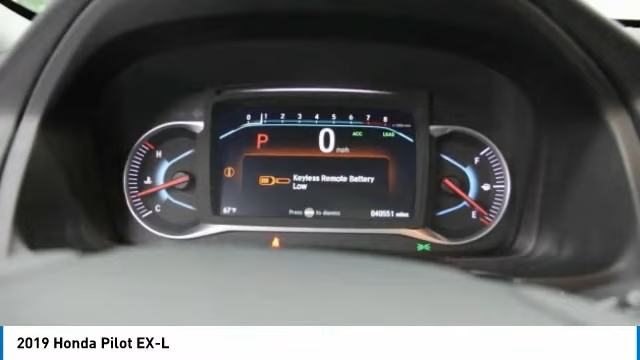 0 1 2 3 4 5 6 7 8
P 0 mph ACC LKAS
H F
Keyless Remote Battery
Low
C E
67°F Press to dismiss 040551 miles
2019 Honda Pilot EX-L